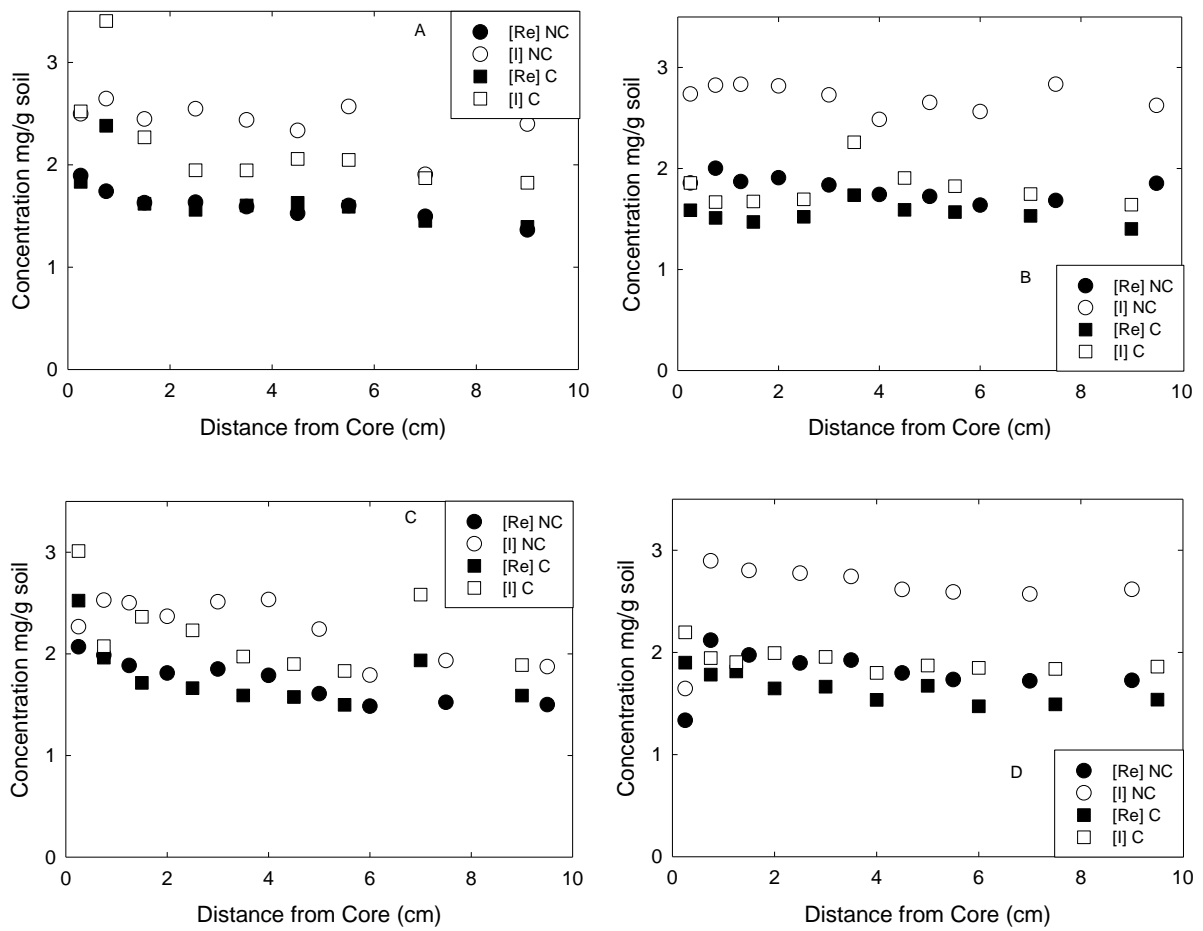 A
[Re] NC
[I] NC
[Re] C
[I] C
Concentration mg/g soil
3
2
1
0
0 2 4 6 8 10
Distance from Core (cm)
Concentration mg/g soil
3
2
1
0
B
[Re] NC
[I] NC
[Re] C
[I] C
0 2 4 6 8 10
Distance from Core (cm)
C
[Re] NC
[I] NC
[Re] C
[I] C
Concentration mg/g soil
3
2
1
0
0 2 4 6 8 10
Distance from Core (cm)
Concentration mg/g soil
3
2
1
0
D
[Re] NC
[I] NC
[Re] C
[I] C
0 2 4 6 8 10
Distance from Core (cm)